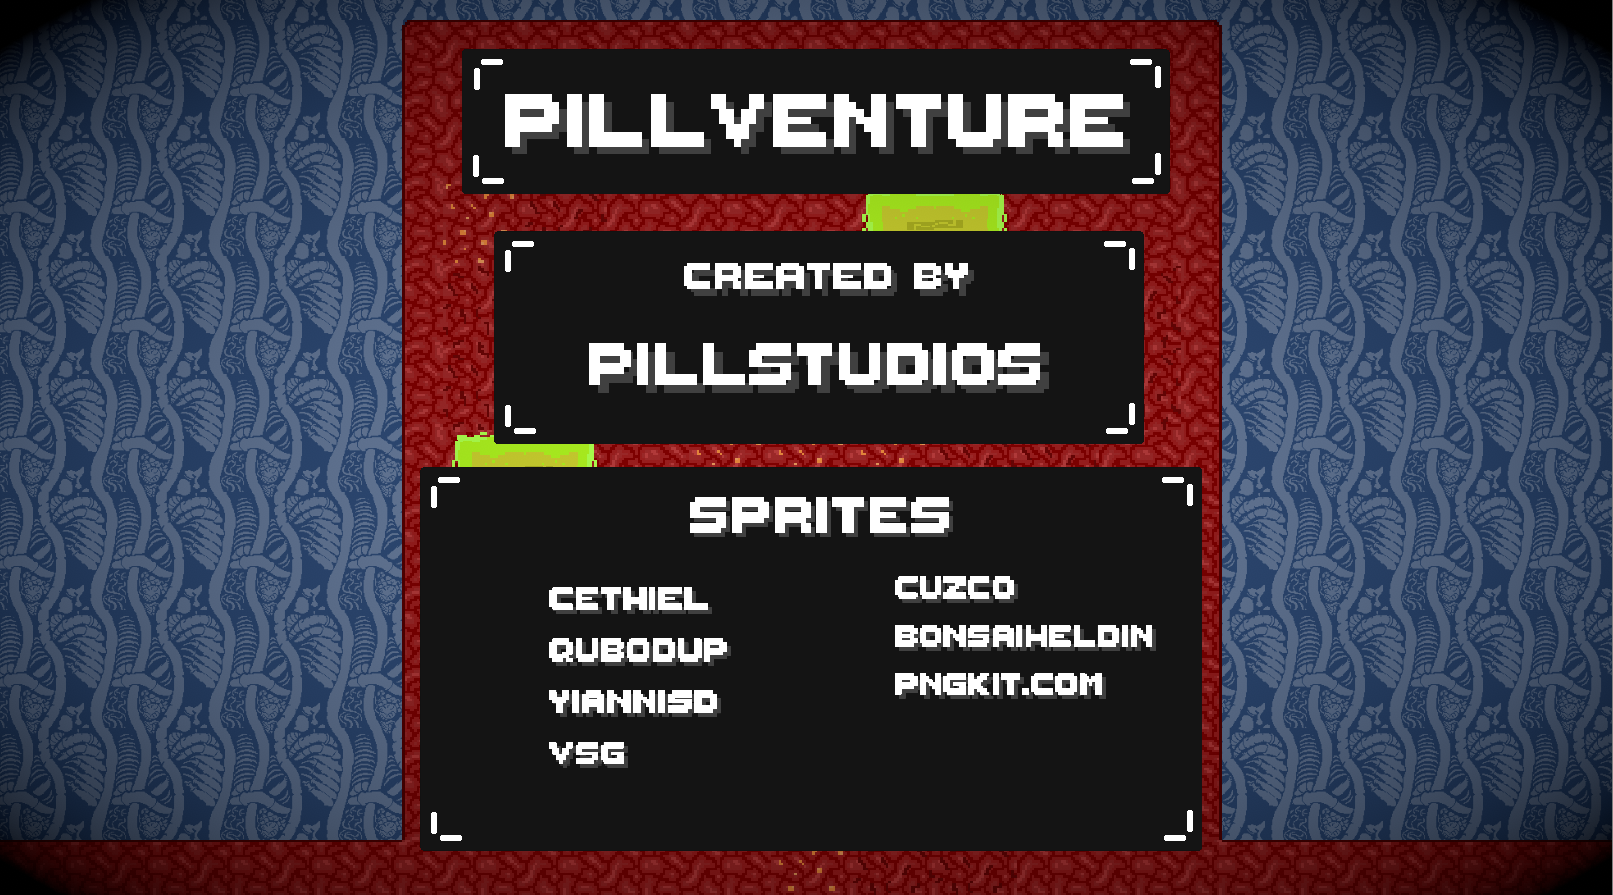 PILLVENTURE
CREATED BY
PILLSTUDIOS
SPRITES
CETHIEL
QUBODUP
YIANNISD
VSG
CUZCO
BONSAIHELDIN
PNGKIT.COM